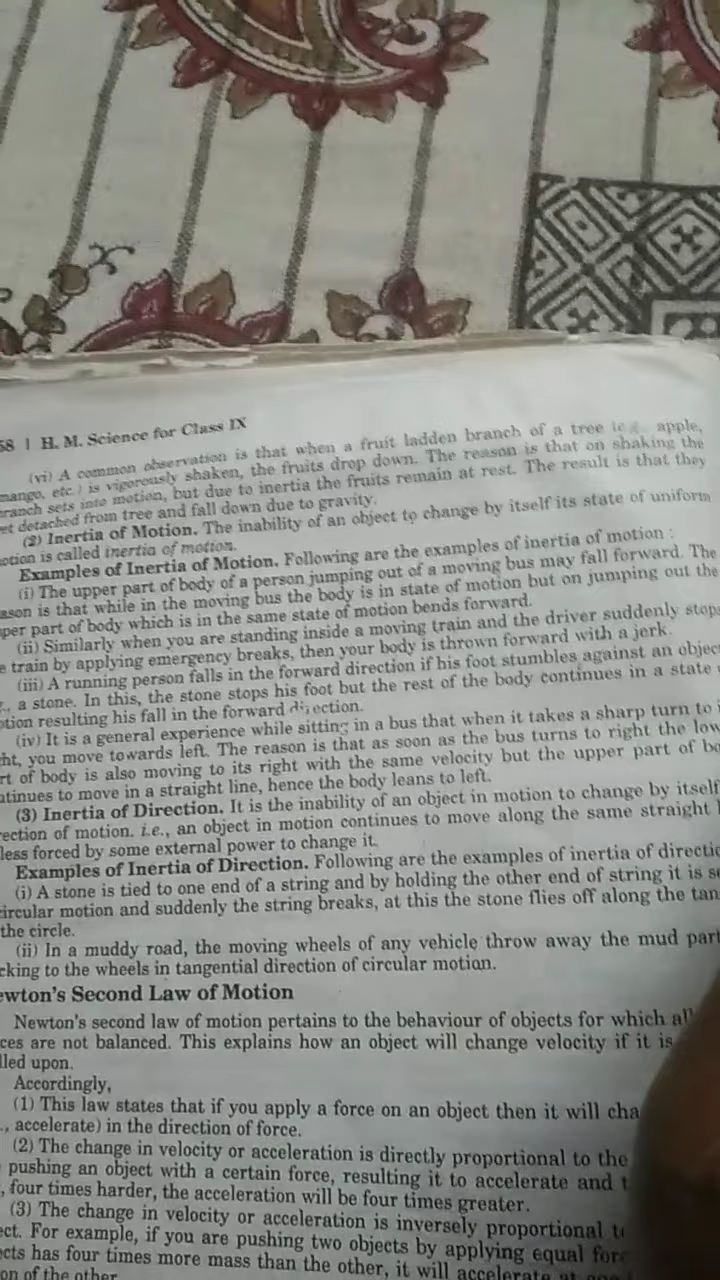 58 | H. M. Science for Class IX
(vi) A common observation is that when a fruit ladden branch of a tree apple,
mango, etc.) is vigorously shaken, the fruits drop down. The reason is that on shaking the
ranch sets into motion, but due to inertia the fruits remain at rest. The result is that they
et detached from tree and fall down due to gravity.
(2) Inertia of Motion. The inability of an object to change by itself its state of uniform
otion is called inertia of motion.
Examples of Inertia of Motion. Following are the examples of inertia of motion :
(i) The upper part of body of a person jumping out of a moving bus may fall forward. The
ason is that while in the moving bus the body is in state of motion but on jumping out the
per part of body which is in the same state of motion bends forward.
(ii) Similarly when you are standing inside a moving train and the driver suddenly stops
e train by applying emergency breaks, then your body is thrown forward with a jerk.
(iii) A running person falls in the forward direction if his foot stumbles against an objec
., a stone. In this, the stone stops his foot but the rest of the body continues in a state
otion resulting his fall in the forward direction.
(iv) It is a general experience while sitting in a bus that when it takes a sharp turn to
ht, you move towards left. The reason is that as soon as the bus turns to right the low
rt of body is also moving to its right with the same velocity but the upper part of bo
ntinues to move in a straight line, hence the body leans to left.
(3) Inertia of Direction. It is the inability of an object in motion to change by itself
rection of motion. i.e., an object in motion continues to move along the same straight
less forced by some external power to change it.
Examples of Inertia of Direction. Following are the examples of inertia of directio
(i) A stone is tied to one end of a string and by holding the other end of string it is se
circular motion and suddenly the string breaks, at this the stone flies off along the tan
the circle.
(ii) In a muddy road, the moving wheels of any vehicle throw away the mud part
cking to the wheels in tangential direction of circular motion.
ewton's Second Law of Motion
Newton's second law of motion pertains to the behaviour of objects for which all
ces are not balanced. This explains how an object will change velocity if it is
lled upon.
Accordingly,
(1) This law states that if you apply a force on an object then it will cha
., accelerate) in the direction of force.
(2) The change in velocity or acceleration is directly proportional to the
pushing an object with a certain force, resulting it to accelerate and t
, four times harder, the acceleration will be four times greater.
(3) The change in velocity or acceleration is inversely proportional t
ect. For example, if you are pushing two objects by applying equal forc
ects has four times more mass than the other, it will accelerate at
on of the other